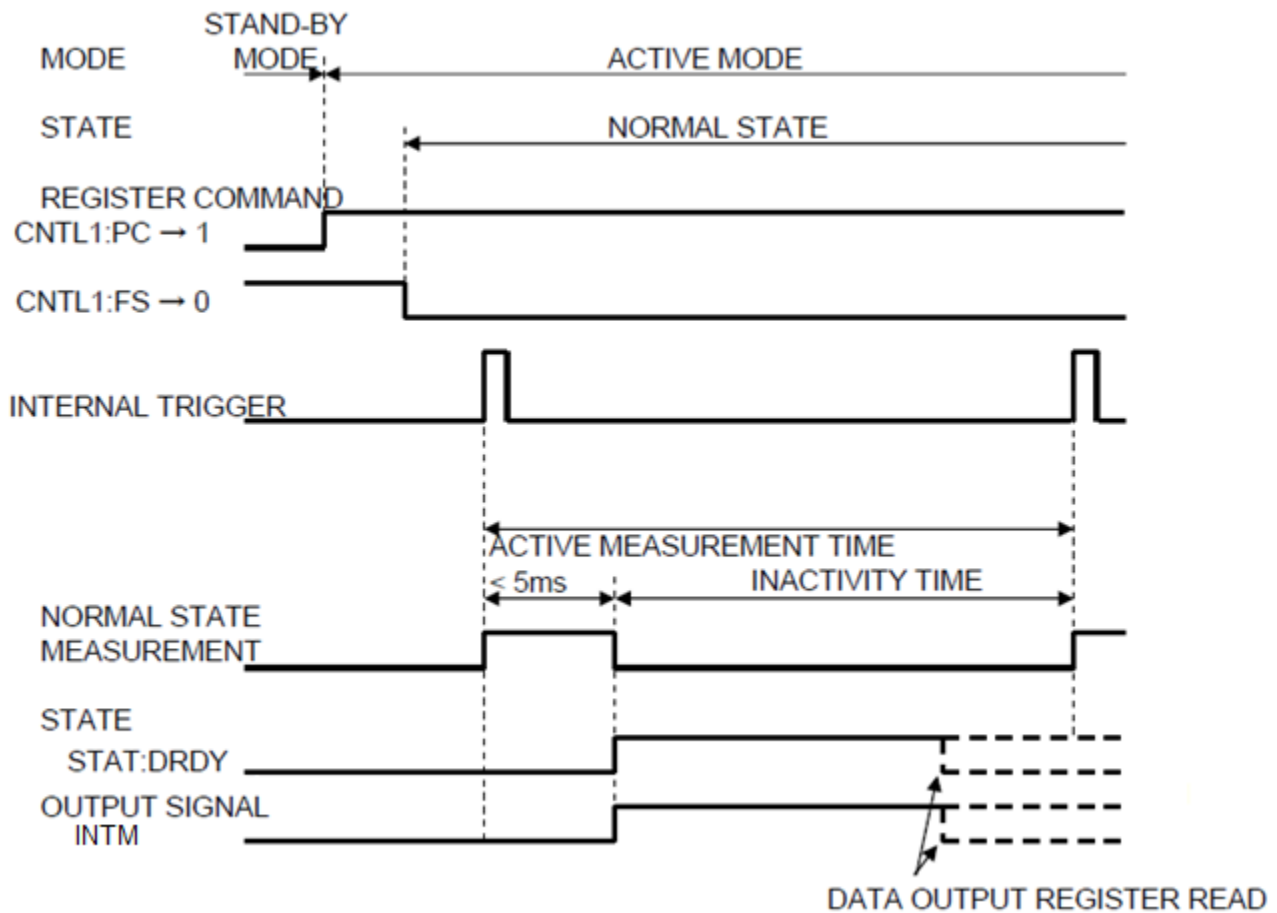 STAND-BY
MODE MODE ACTIVE MODE
STATE NORMAL STATE
REGISTER COMMAND
CNTL1:PC → 1
CNTL1:FS → 0
INTERNAL TRIGGER
ACTIVE MEASUREMENT TIME
< 5ms INACTIVITY TIME
NORMAL STATE
MEASUREMENT
STATE
STAT:DRDY
OUTPUT SIGNAL
INTM
DATA OUTPUT REGISTER READ